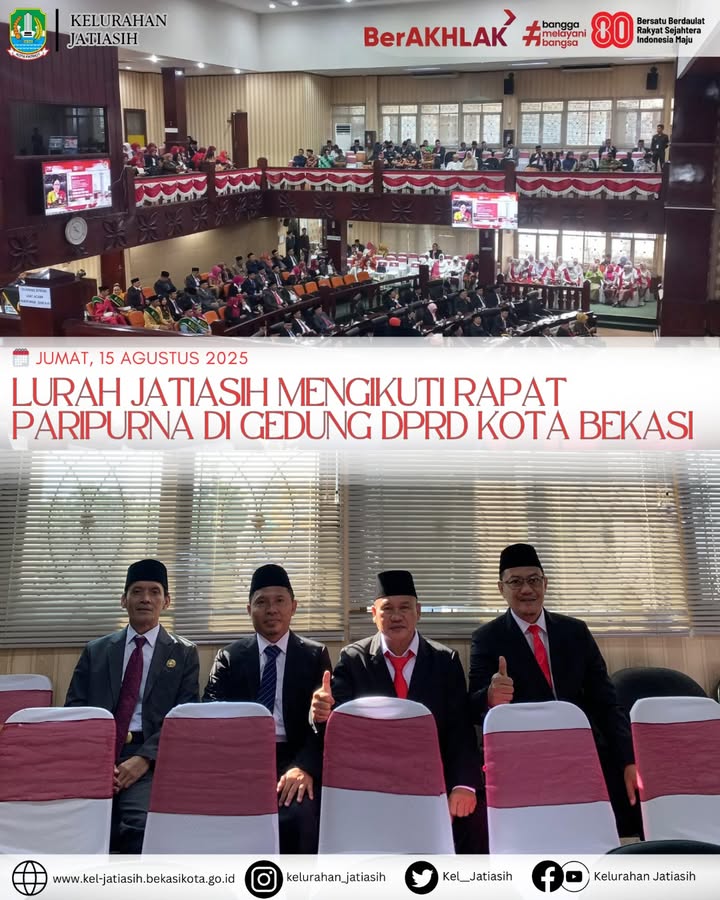 KELURAHAN
JATIASIH
BerAKHLAK
#bangga
melayani
bangsa
80
Bersatu Berdaulat
Rakyat Sejahtera
Indonesia Maju
JUMAT, 15 AGUSTUS 2025
LURAH JATIASIH MENGIKUTI RAPAT
PARIPURNA DI GEDUNG DPRD KOTA BEKASI
www.kel-jatiasih.bekasikota.go.id
kelurahan_jatiasih
Kel__Jatiasih
Kelurahan Jatiasih